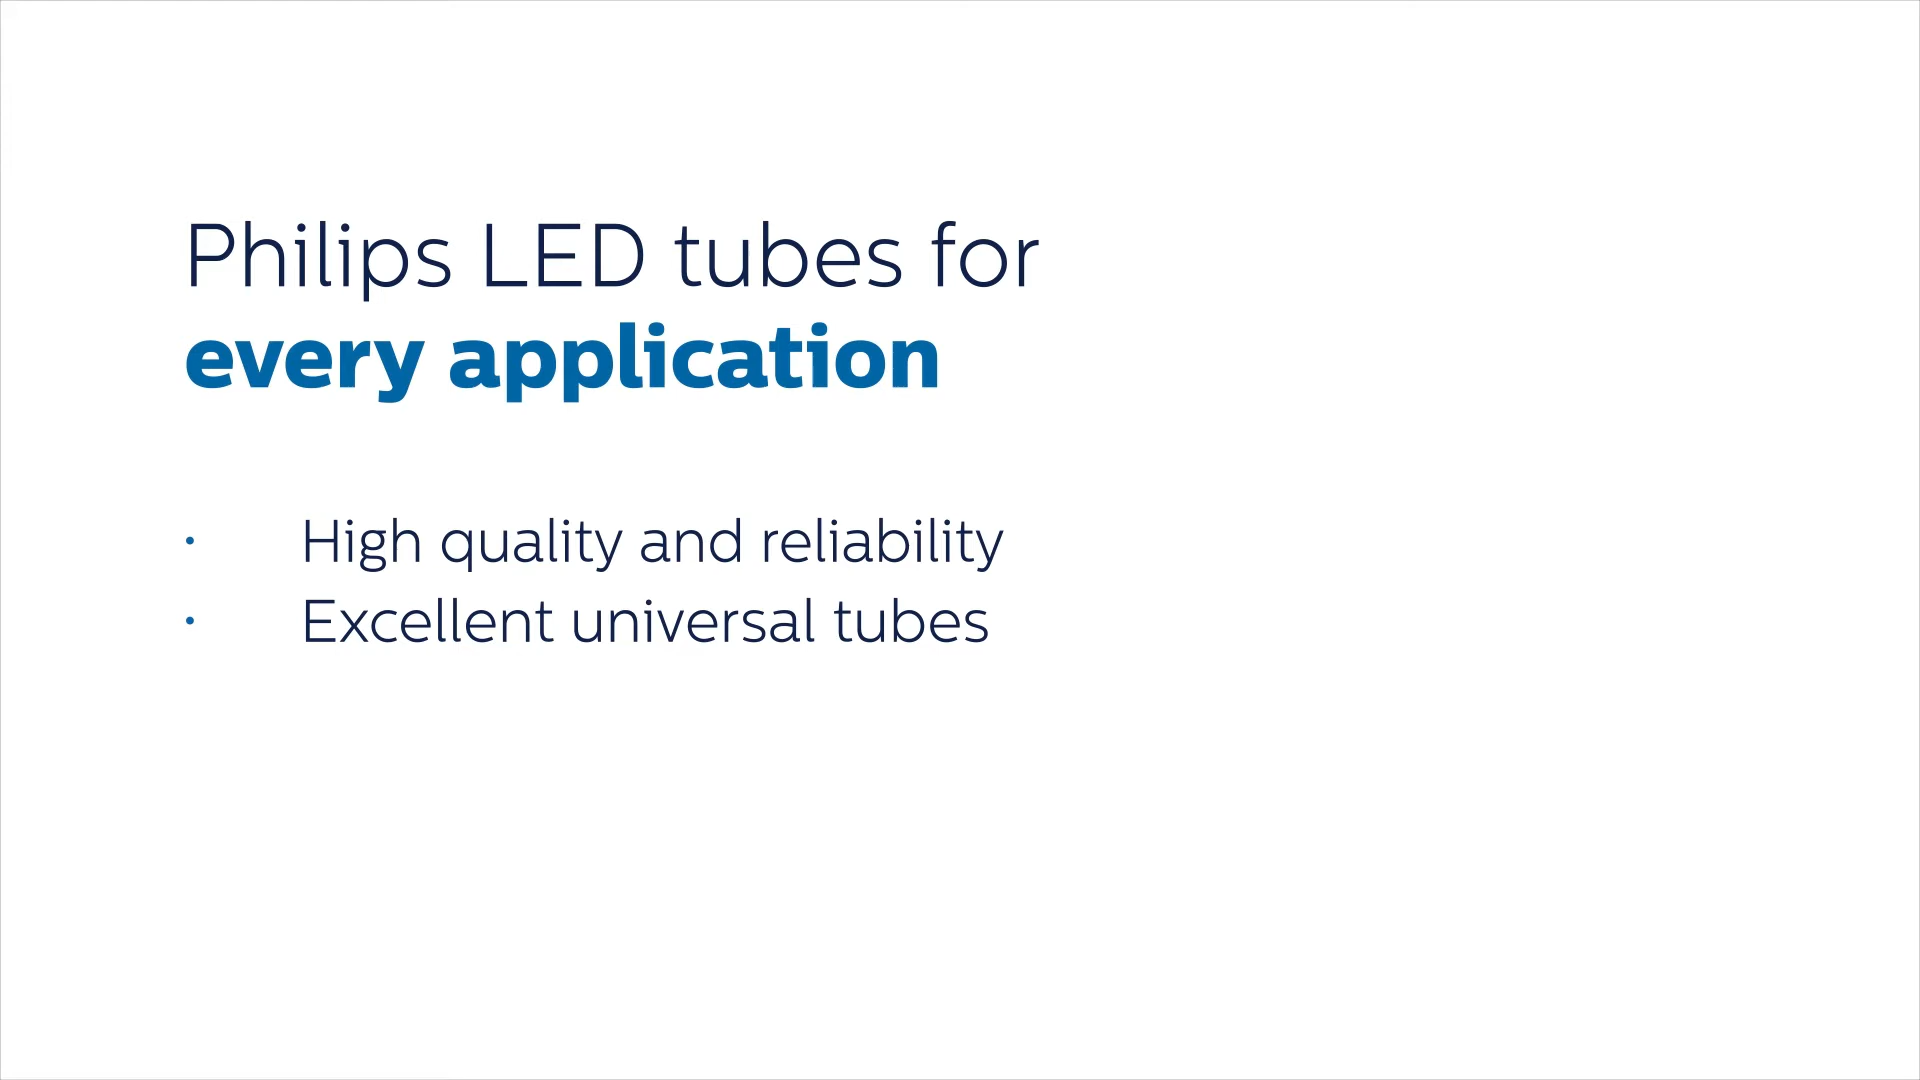 Philips LED tubes for
every application
• High quality and reliability
• Excellent universal tubes